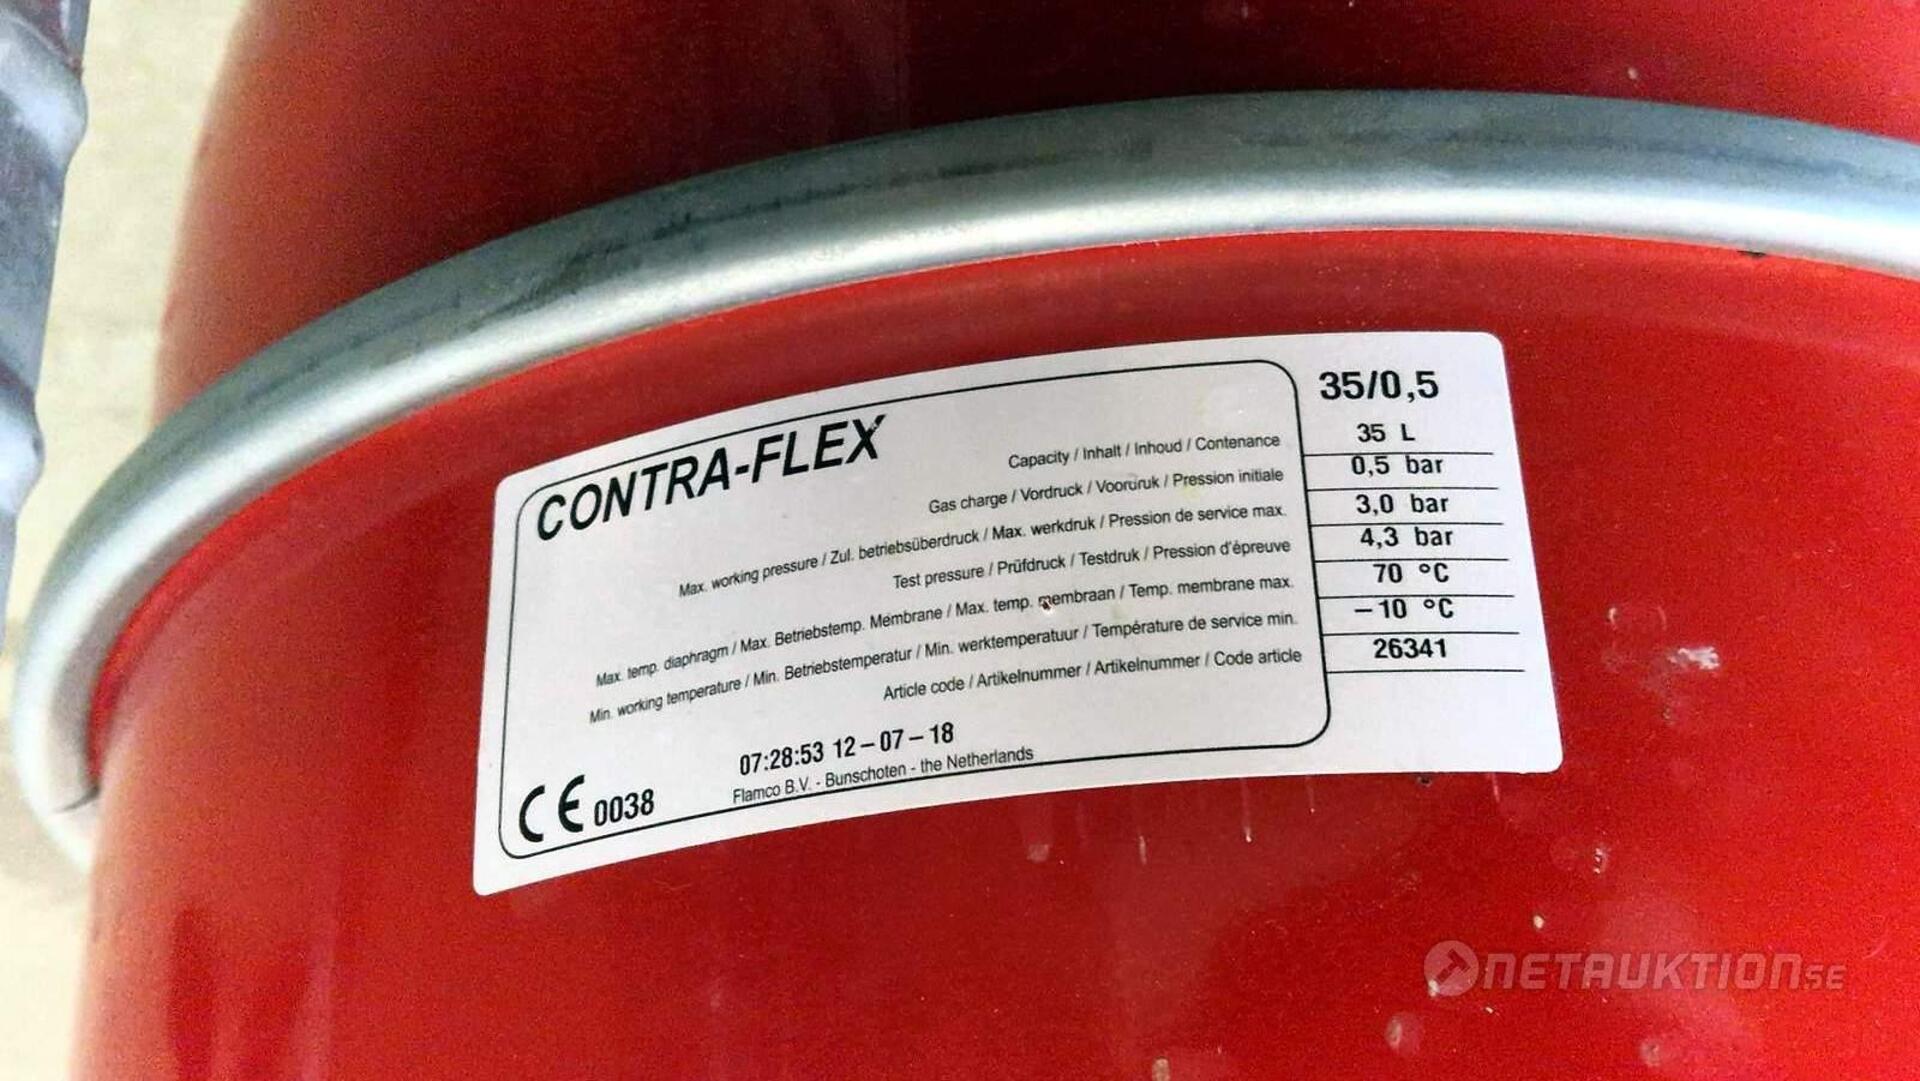 CONTRA-FLEX
35/0,5
Capacity / Inhalt / Inhoud / Contenance 35 L
Gas charge / Vordruck / Voordruk / Pression initiale 0,5 bar
Max. working pressure / Zul. betriebsüberdruck / Max. werkdruk / Pression de service max. 3,0 bar
Test pressure / Prüfdruck / Testdruk / Pression d'épreuve 4,3 bar
Max. temp. diaphragm / Max. Betriebstemp. Membrane / Max. temp. membraan / Temp. membrane max. 70 °C
Min. working temperature / Min. Betriebstemperatur / Min. werktemperatuur / Température de service min. –10 °C
Article code / Artikelnummer / Artikelnummer / Code article 26341
07:28:53 12–07–18
CE 0038
Flamco B.V. - Bunschoten - the Netherlands
NETAUKTION.SE